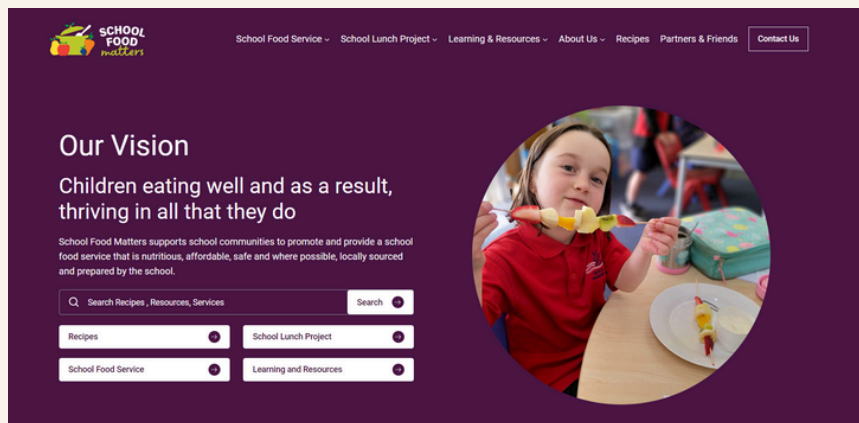 SCHOOL
FOOD
matters
School Food Service
School Lunch Project
Learning & Resources
About Us
Recipes
Partners & Friends
Contact Us
Our Vision
Children eating well and as a result,
thriving in all that they do
School Food Matters supports school communities to promote and provide a school
food service that is nutritious, affordable, safe and where possible, locally sourced
and prepared by the school.
Search Recipes , Resources, Services
Search
Recipes
School Lunch Project
School Food Service
Learning and Resources